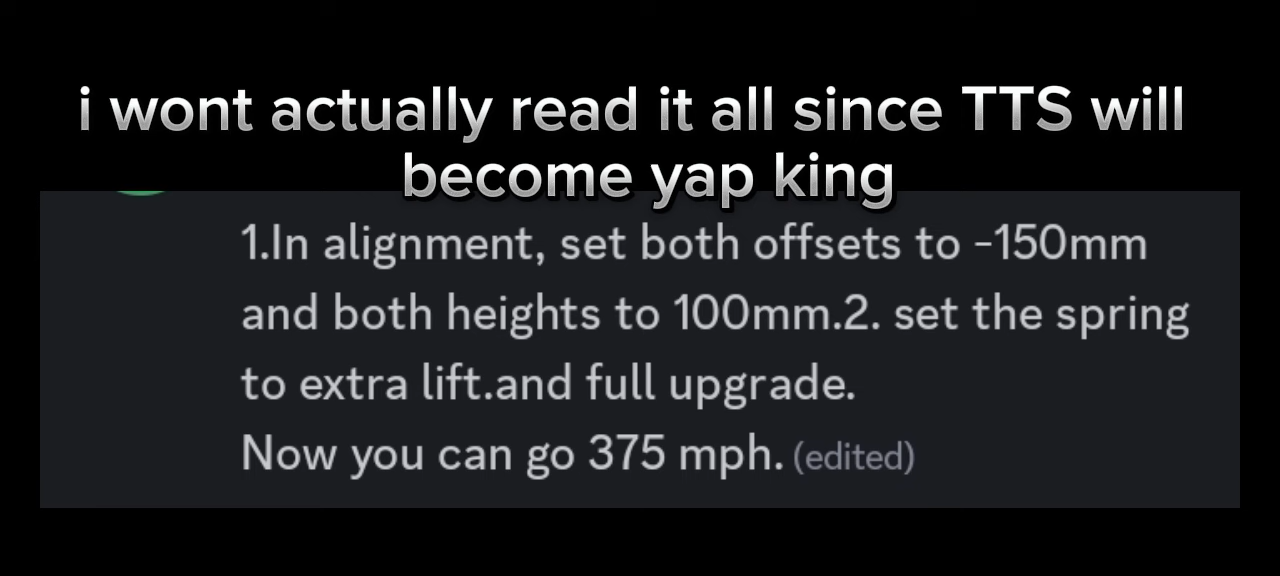 i wont actually read it all since TTS will
become yap king
1.In alignment, set both offsets to -150mm
and both heights to 100mm.2. set the spring
to extra lift.and full upgrade.
Now you can go 375 mph. (edited)